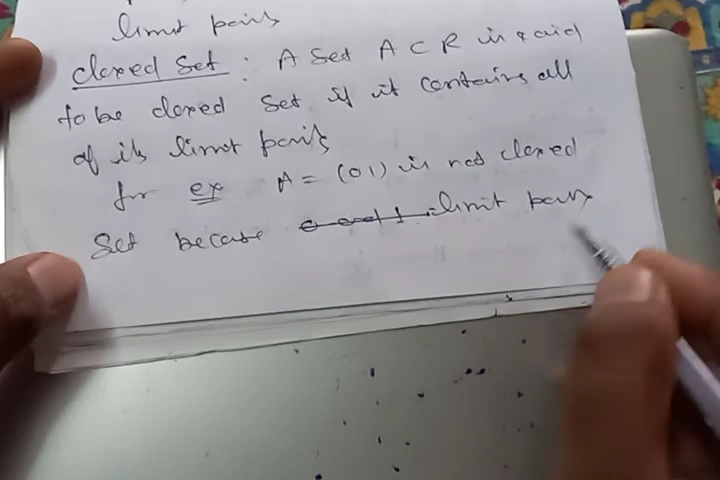 limit points
closed Set : A Set A ⊂ R is said
to be closed Set if it contains all
of its limit points
for ex A = (0 1) is not closed
Set because limit points